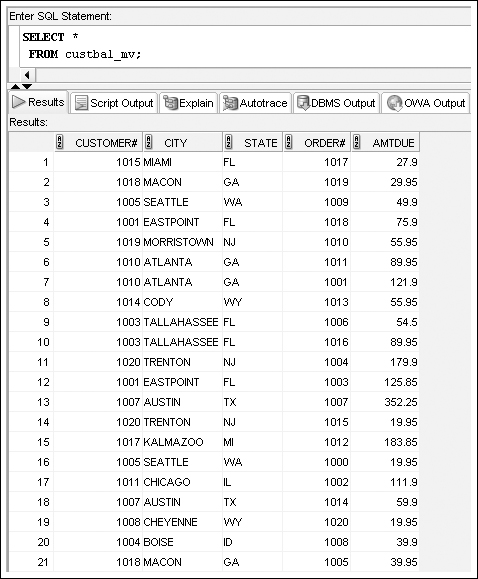 Enter SQL Statement:
SELECT *
FROM custbal_mv;
Results Script Output Explain Autotrace DBMS Output OWA Output
Results:
CUSTOMER# CITY STATE ORDER# AMTDUE
1 1015 MIAMI FL 1017 27.9
2 1018 MACON GA 1019 29.95
3 1005 SEATTLE WA 1009 49.9
4 1001 EASTPOINT FL 1018 75.9
5 1019 MORRISTOWN NJ 1010 55.95
6 1010 ATLANTA GA 1011 89.95
7 1010 ATLANTA GA 1001 121.9
8 1014 CODY WY 1013 55.95
9 1003 TALLAHASSEE FL 1006 54.5
10 1003 TALLAHASSEE FL 1016 89.95
11 1020 TRENTON NJ 1004 179.9
12 1001 EASTPOINT FL 1003 125.85
13 1007 AUSTIN TX 1007 352.25
14 1020 TRENTON NJ 1015 19.95
15 1017 KALMAZOO MI 1012 183.85
16 1005 SEATTLE WA 1000 19.95
17 1011 CHICAGO IL 1002 111.9
18 1007 AUSTIN TX 1014 59.9
19 1008 CHEYENNE WY 1020 19.95
20 1004 BOISE ID 1008 39.9
21 1018 MACON GA 1005 39.95